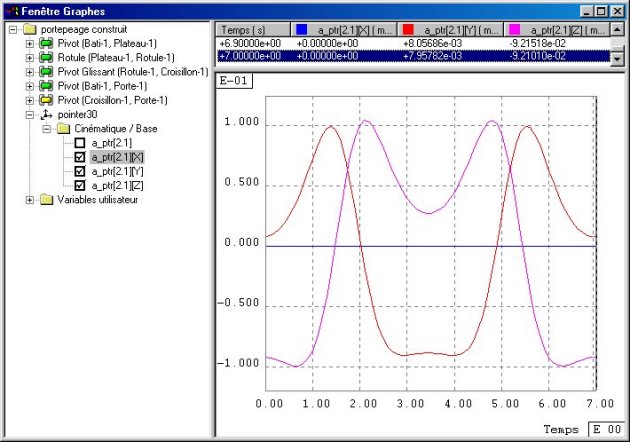 Fenêtre Graphes
portepeage construit
Pivot (Bati-1, Plateau-1)
Rotule (Plateau-1, Rotule-1)
Pivot Glissant (Rotule-1, Croisillon-1)
Pivot (Bati-1, Porte-1)
Pivot (Croisillon-1, Porte-1)
pointer30
Cinématique / Base
a_ptr[2.1]
a_ptr[2.1][X]
a_ptr[2.1][Y]
a_ptr[2.1][Z]
Variables utilisateur
Temps ( s) a_ptr[2.1][X] ( m... a_ptr[2.1][Y] ( m... a_ptr[2.1][Z] ( m...
+6.90000e+00 +0.00000e+00 +8.05686e-03 -9.21518e-02
+7.00000e+00 +0.00000e+00 +7.95782e-03 -9.21010e-02
E-01
1.000
0.500
0.000
-0.500
-1.000
0.00 1.00 2.00 3.00 4.00 5.00 6.00 7.00
Temps E 00